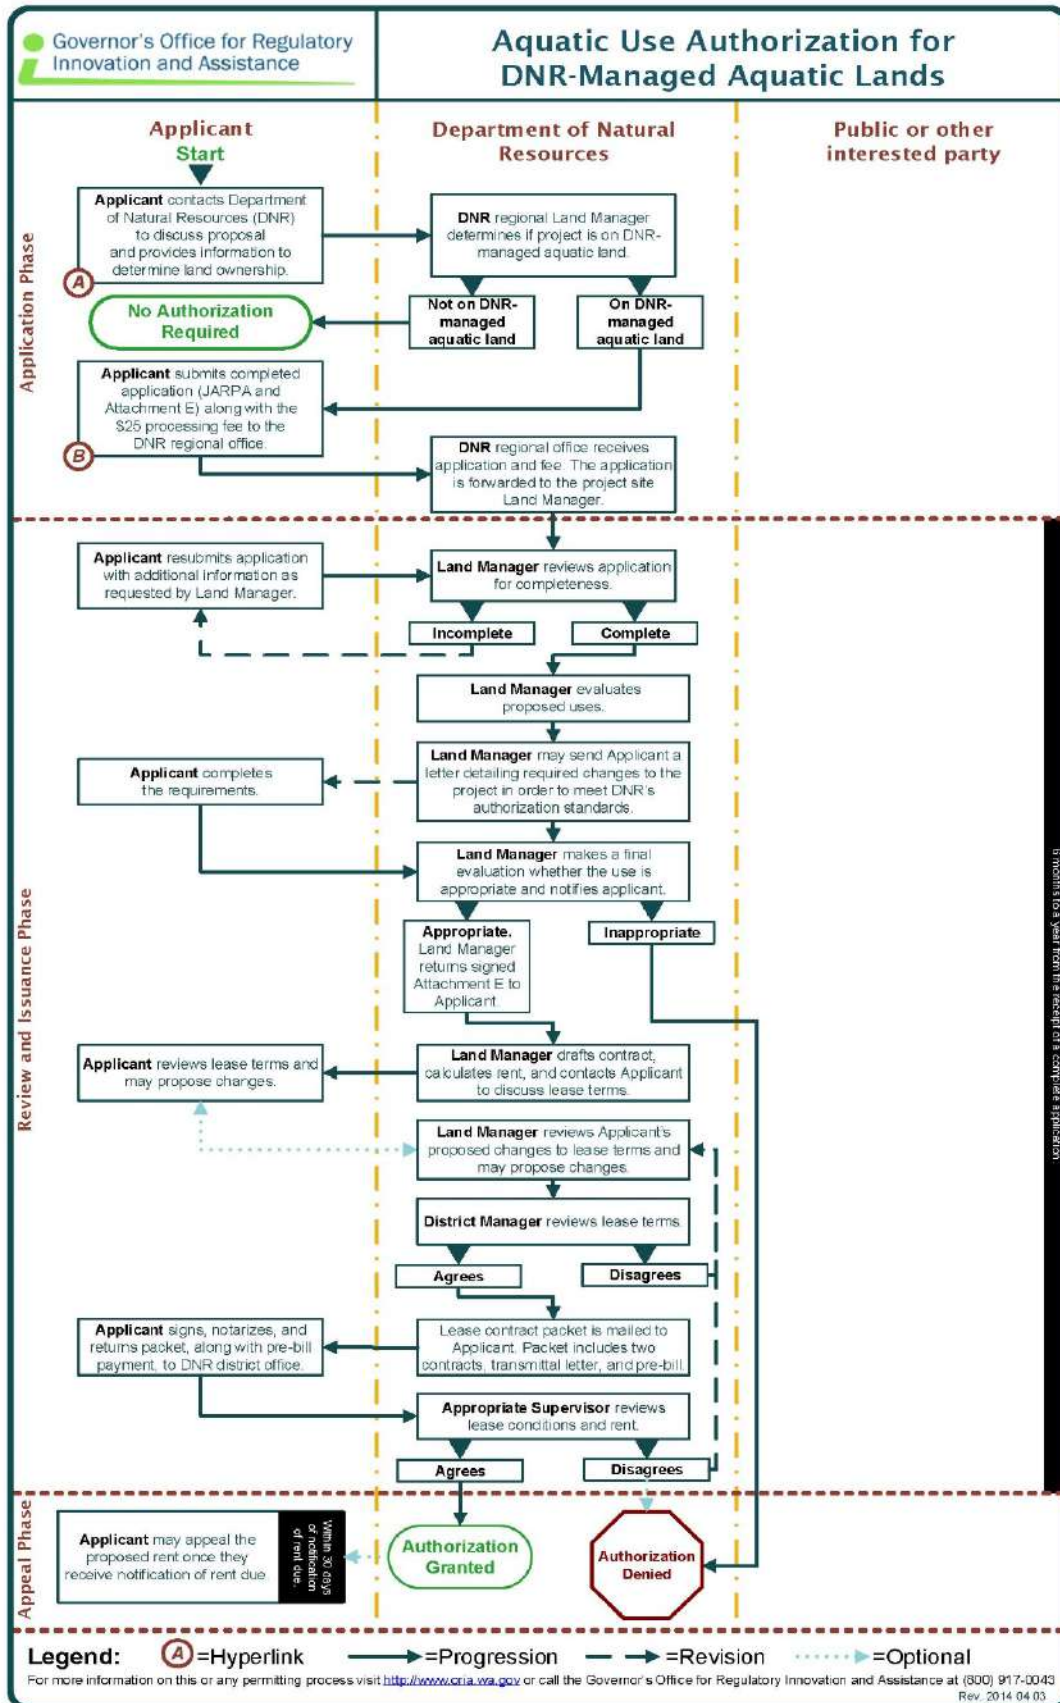 Governor's Office for Regulatory
Innovation and Assistance
Aquatic Use Authorization for
DNR-Managed Aquatic Lands
Applicant
Start
Department of Natural
Resources
Public or other
interested party
Application Phase
Applicant contacts Department
of Natural Resources (DNR)
to discuss proposal
and provides information to
determine land ownership.
A
DNR regional Land Manager
determines if project is on DNR-
managed aquatic land.
Not on DNR-
managed
aquatic land
On DNR-
managed
aquatic land
No Authorization
Required
Applicant submits completed
application (JARPA and
Attachment E) along with the
$25 processing fee to the
DNR regional office.
B
DNR regional office receives
application and fee. The application
is forwarded to the project site
Land Manager.
Review and Issuance Phase
Applicant resubmits application
with additional information as
requested by Land Manager.
Land Manager reviews application
for completeness.
Incomplete
Complete
Land Manager evaluates
proposed uses.
Land Manager may send Applicant a
letter detailing required changes to the
project in order to meet DNR's
authorization standards.
Applicant completes
the requirements.
Land Manager makes a final
evaluation whether the use is
appropriate and notifies applicant.
Appropriate.
Land Manager
returns signed
Attachment E to
Applicant.
Inappropriate
Land Manager drafts contract,
calculates rent, and contacts Applicant
to discuss lease terms.
Applicant reviews lease terms and
may propose changes.
Land Manager reviews Applicant's
proposed changes to lease terms and
may propose changes.
District Manager reviews lease terms.
Agrees
Disagrees
Lease contract packet is mailed to
Applicant. Packet includes two
contracts, transmittal letter, and pre-bill.
Applicant signs, notarizes, and
returns packet, along with pre-bill
payment, to DNR district office.
Appropriate Supervisor reviews
lease conditions and rent.
Agrees
Disagrees
6 months to a year from the receipt of a complete application.
Appeal Phase
Applicant may appeal the
proposed rent once they
receive notification of rent due.
Within 30 days
of notification
of rent due.
Authorization
Granted
Authorization
Denied
Legend: A =Hyperlink =Progression =Revision =Optional
For more information on this or any permitting process visit http://www.oria.wa.gov or call the Governor's Office for Regulatory Innovation and Assistance at (800) 917-0043
Rev. 2014 04 03